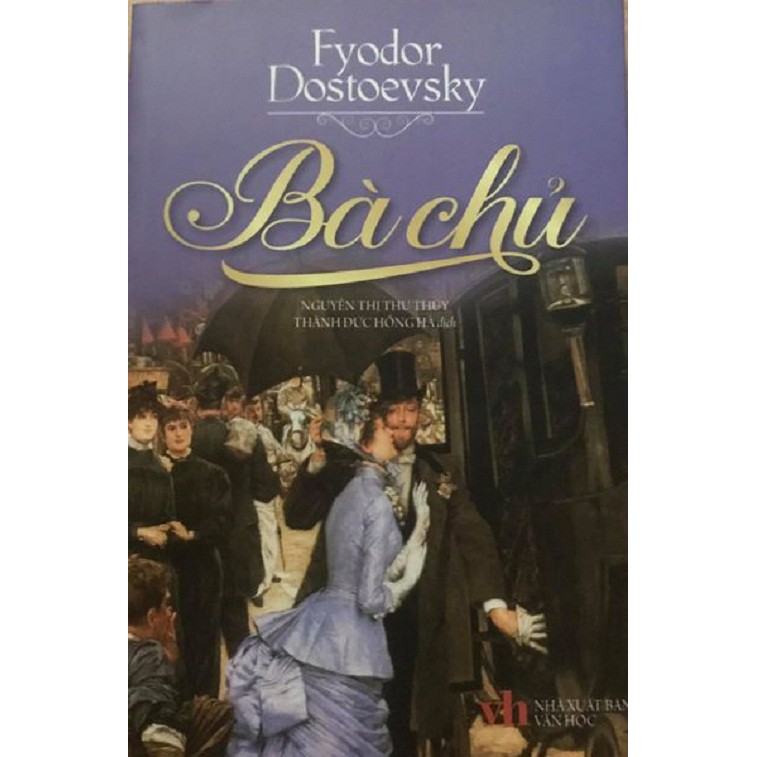 Fyodor
Dostoevsky
Bà chủ
NGUYỄN THỊ THU THỦY
THÀNH ĐỨC HỒNG HÀ dịch
vh NHÀ XUẤT BẢN
VĂN HỌC